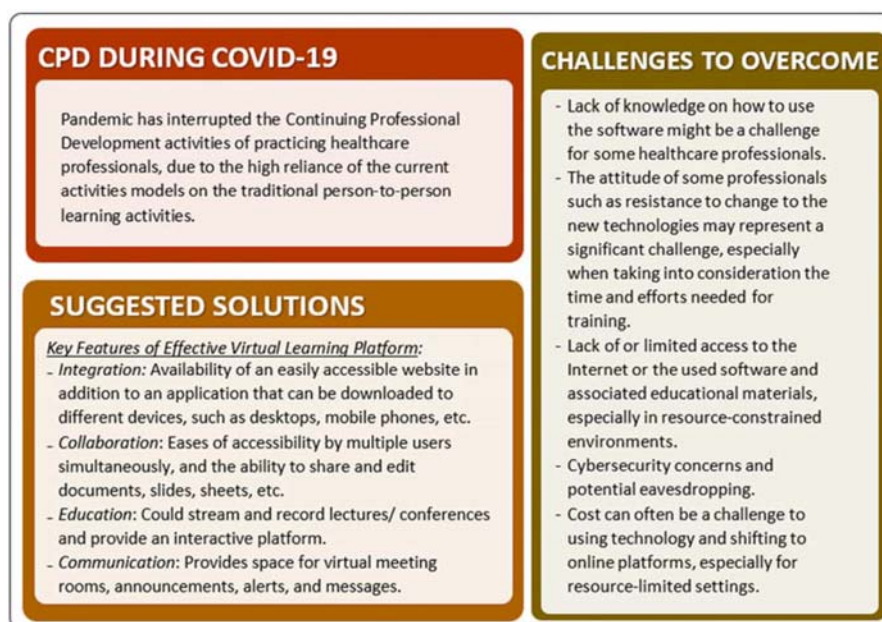 CPD DURING COVID-19
Pandemic has interrupted the Continuing Professional
Development activities of practicing healthcare
professionals, due to the high reliance of the current
activities models on the traditional person-to-person
learning activities.
SUGGESTED SOLUTIONS
Key Features of Effective Virtual Learning Platform:
- Integration: Availability of an easily accessible website in
addition to an application that can be downloaded to
different devices, such as desktops, mobile phones, etc.
- Collaboration: Eases of accessibility by multiple users
simultaneously, and the ability to share and edit
documents, slides, sheets, etc.
- Education: Could stream and record lectures/ conferences
and provide an interactive platform.
- Communication: Provides space for virtual meeting
rooms, announcements, alerts, and messages.
CHALLENGES TO OVERCOME
- Lack of knowledge on how to use
the software might be a challenge
for some healthcare professionals.
- The attitude of some professionals
such as resistance to change to the
new technologies may represent a
significant challenge, especially
when taking into consideration the
time and efforts needed for
training.
- Lack of or limited access to the
Internet or the used software and
associated educational materials,
especially in resource-constrained
environments.
- Cybersecurity concerns and
potential eavesdropping.
- Cost can often be a challenge to
using technology and shifting to
online platforms, especially for
resource-limited settings.